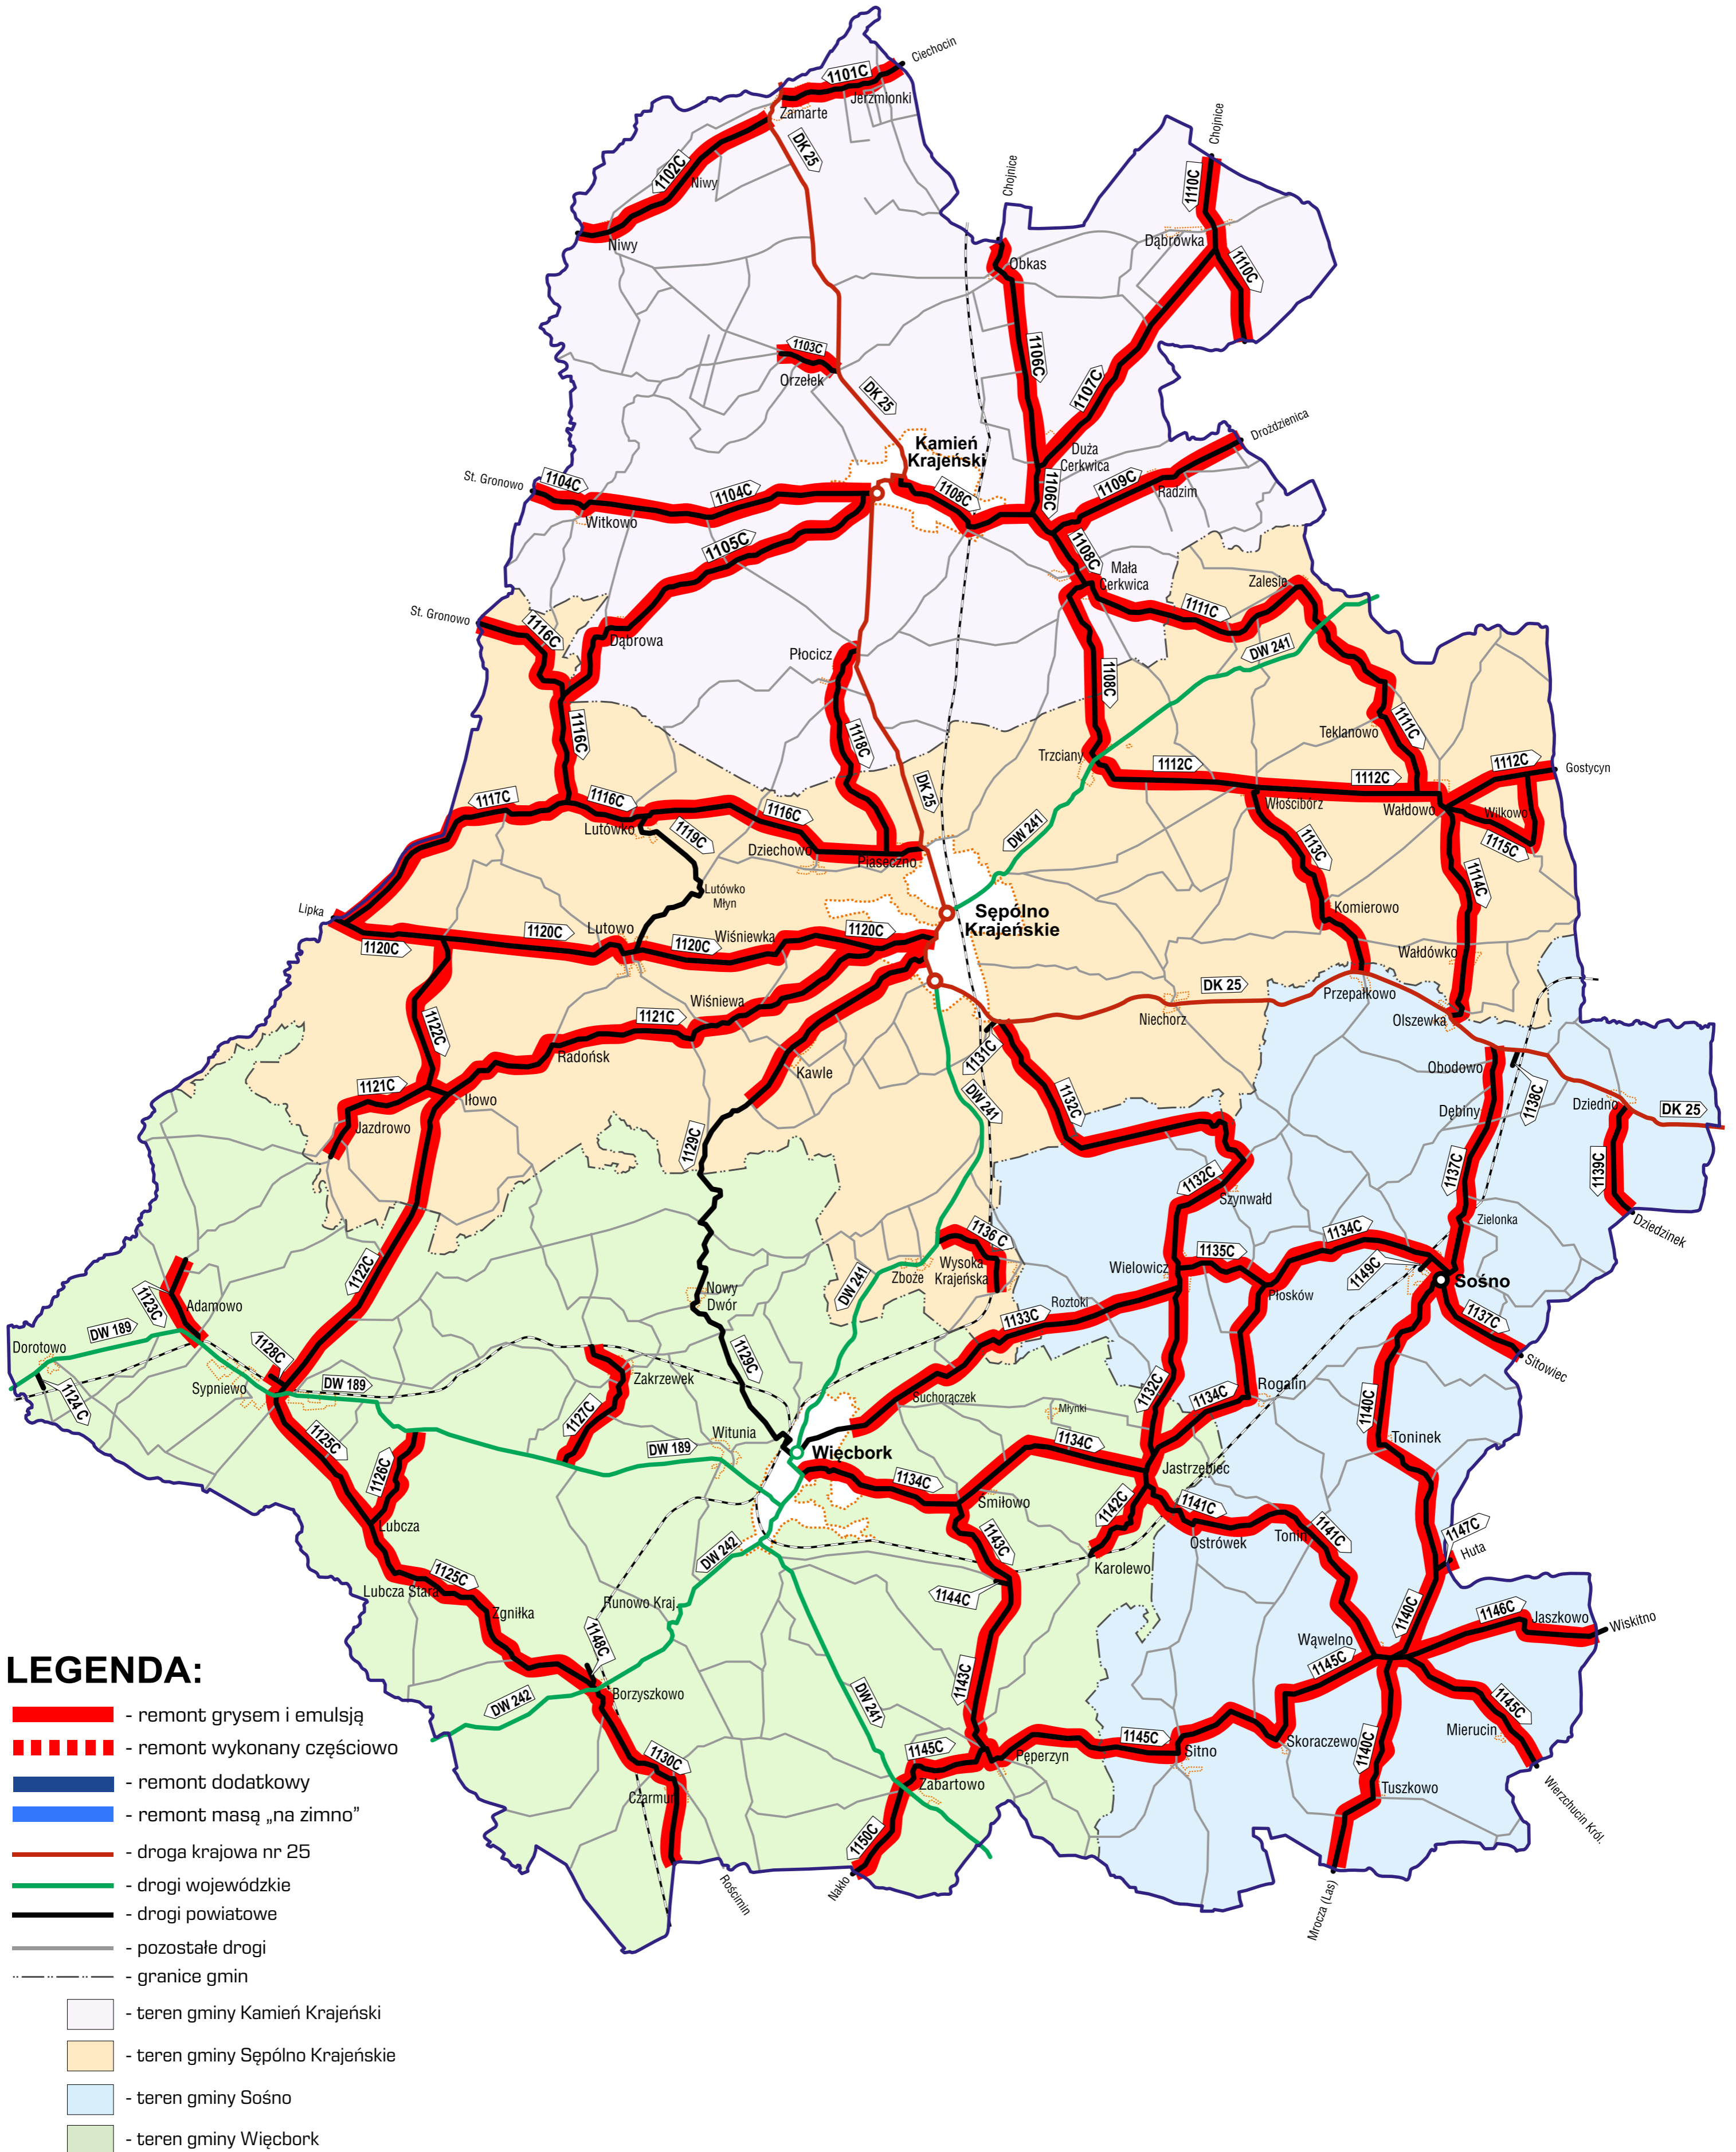 Ciechocin
1101C
Jerzmionki
Zamarte
DK 25
1102C
Niwy
Niwy
Chojnice
Chojnice
1110C
Dąbrówka
1110C
Obkas
1106C
1103C
Orzełek
DK 25
1107C
Kamień
Krajeński
Duża
Cerkwica
Drożdzienica
St. Gronowo
1104C
1104C
1108C
1106C
1109C
Radzim
Witkowo
1105C
1108C
Mała
Cerkwica
Zalesie
St. Gronowo
1116C
Dąbrowa
1111C
DW 241
Płocicz
1108C
1116C
1118C
Teklanowo
1111C
Trzciany
1112C
1112C
1112C
Gostycyn
DK 25
1117C
1116C
1116C
Lutówko
1119C
Włościbórz
Wałdowo
Wilkowo
DW 241
Dziechowo
Piaseczno
1113C
1115C
1114C
Lutówko
Młyn
Lipka
Komierowo
Sępólno
Krajeńskie
1120C
1120C
Lutowo
1120C
Wiśniewka
1120C
Wałdówko
DK 25
Przepałkowo
Wiśniewa
Niechorz
Olszewka
1121C
1122C
Radońsk
1131C
Kawle
Obodowo
1121C
Iłowo
1132C
DW 241
1138C
Dębiny
Dziedno
DK 25
Jazdrowo
1129C
1137C
1139C
1132C
Szynwałd
Zielonka
Dziedzinek
1136 C
1134C
1135C
Wysoka
Krajeńska
Zboże
Wielowicz
1149C
Sośno
Płosków
1122C
DW 241
Nowy
Dwór
Roztoki
1133C
1137C
1123C
Adamowo
DW 189
Dorotowo
Sitowiec
1128C
1129C
Sypniewo
DW 189
Zakrzewek
1124 C
Suchorączek
1132C
1134C
Rogalin
1140C
1127C
Młynki
1125C
Witunia
DW 189
Więcbork
1134C
Toninek
1126C
Jastrzębiec
1134C
Śmiłowo
1142C
1141C
Lubcza
Ostrówek
Tonin
1141C
1147C
Huta
DW 242
1143C
Karolewo
1125C
Lubcza Stara
1144C
Runowo Kraj.
Zgniłka
1140C
1146C
Jaszkowo
Wiskitno
1148C
Wąwelno
1145C
LEGENDA:
1143C
Borzyszkowo
DW 242
DW 241
1145C
- remont grysem i emulsją
1145C
Mierucin
- remont wykonany częściowo
1130C
1145C
Pęperzyn
Sitno
Skoraczewo
1140C
- remont dodatkowy
Zabartowo
Tuszkowo
Czarmuń
- remont masą „na zimno”
Wierzchucin Król.
1150C
- droga krajowa nr 25
Nakło
Rościmin
Mrocza (Las)
- drogi wojewódzkie
- drogi powiatowe
- pozostałe drogi
- granice gmin
- teren gminy Kamień Krajeński
- teren gminy Sępólno Krajeńskie
- teren gminy Sośno
- teren gminy Więcbork